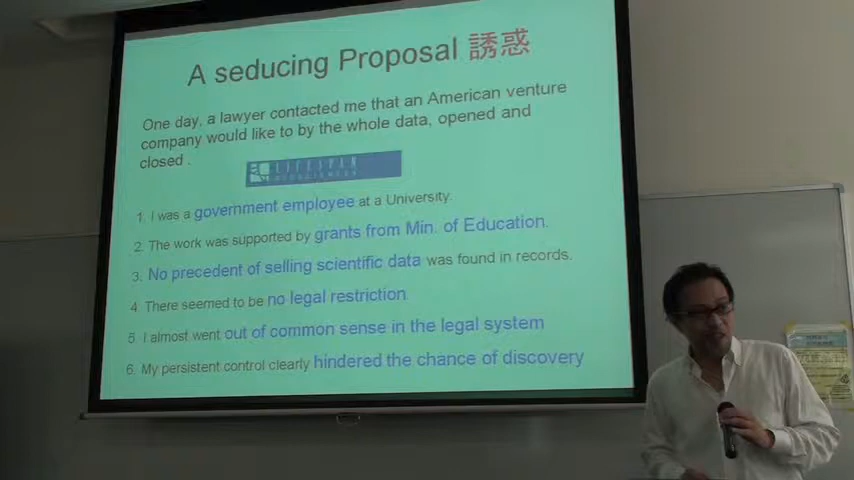 A seducing Proposal 誘惑
One day, a lawyer contacted me that an American venture
company would like to by the whole data, opened and
closed .
LIFESPAN
BIOSCIENCES
1. I was a government employee at a University.
2. The work was supported by grants from Min. of Education.
3. No precedent of selling scientific data was found in records.
4 There seemed to be no legal restriction
5. I almost went out of common sense in the legal system
6. My persistent control clearly hindered the chance of discovery